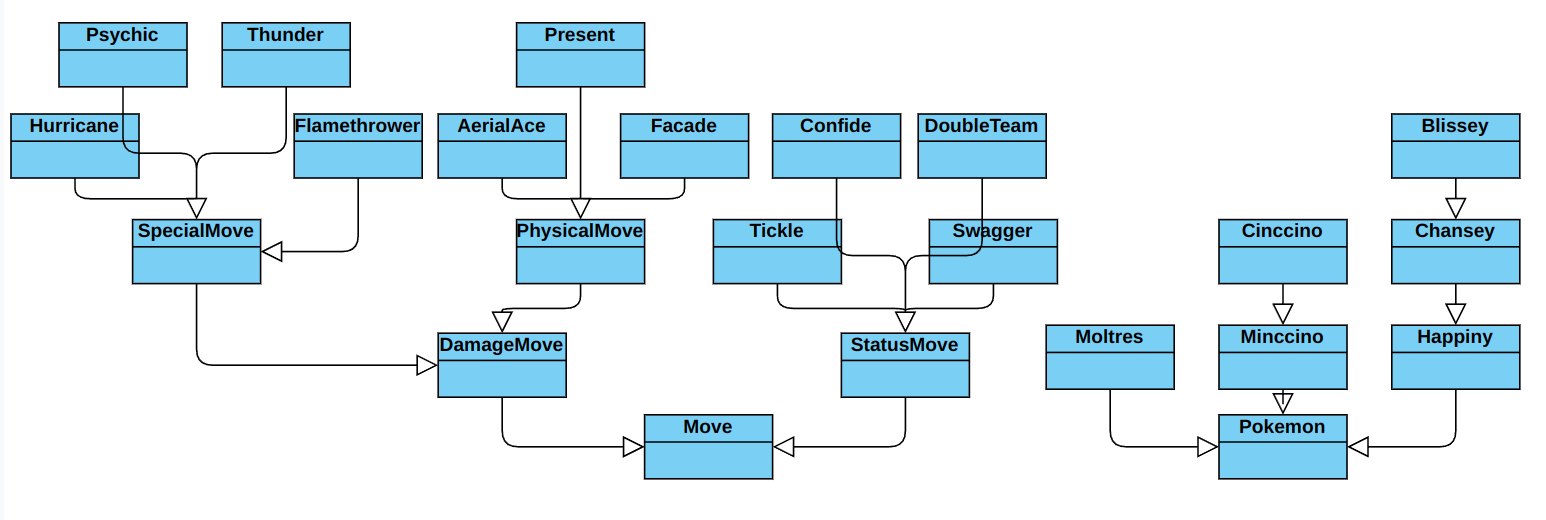 Psychic
Thunder
Present
Hurricane
Flamethrower
AerialAce
Facade
Confide
DoubleTeam
Blissey
SpecialMove
PhysicalMove
Tickle
Swagger
Cinccino
Chansey
DamageMove
StatusMove
Moltres
Minccino
Happiny
Move
Pokemon